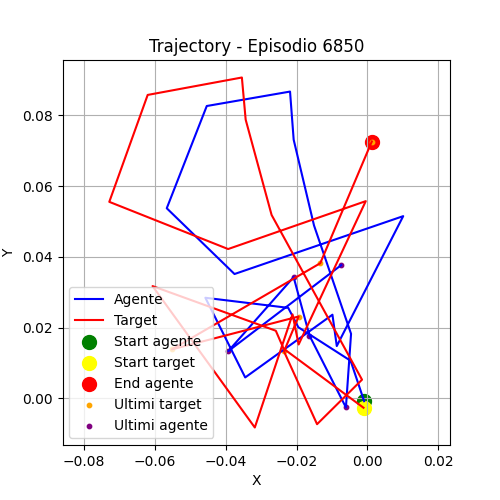 Trajectory - Episodio 6850
0.08
0.06
0.04
0.02
0.00
Y
Agente
Target
Start agente
Start target
End agente
Ultimi target
Ultimi agente
−0.08
−0.06
−0.04
−0.02
0.00
0.02
X